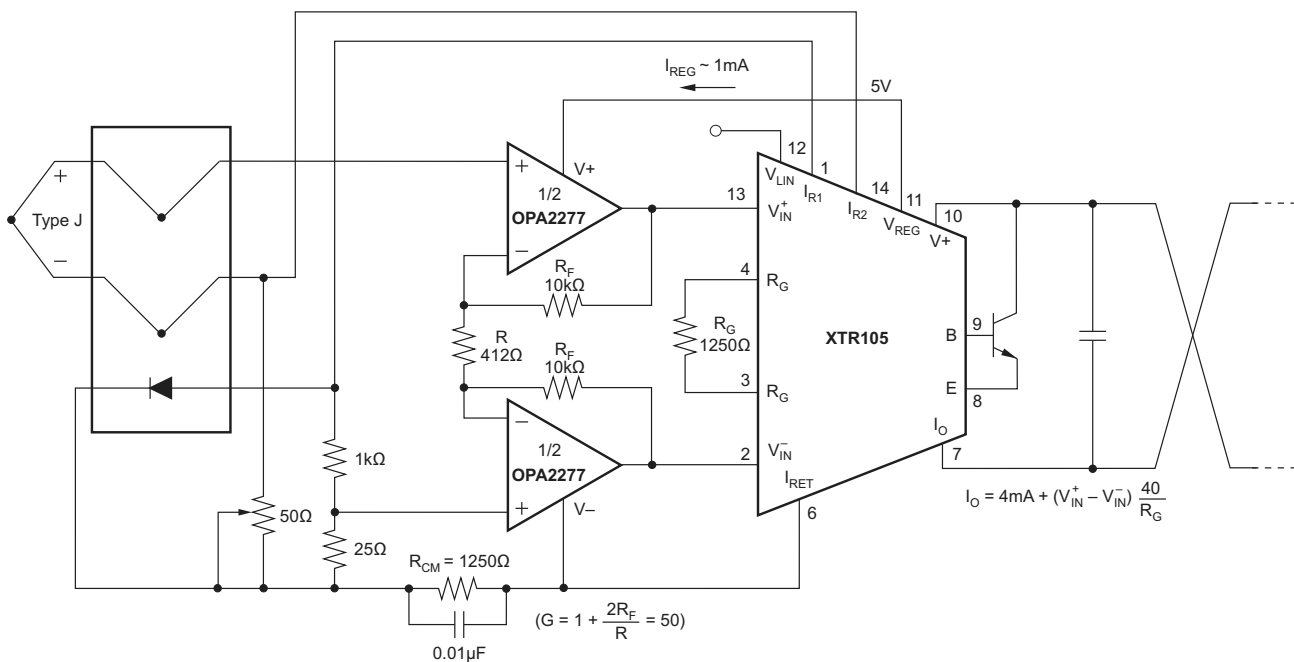 I_REG ~ 1mA
5V
12
1
14
11
10
V_LIN
I_R1
I_R2
V_REG
V+
+
V+
1/2
OPA2277
−
13
V_IN^+
+
Type J
−
R_F
10kΩ
4
R_G
R_G
1250Ω
XTR105
9
B
R
412Ω
R_F
10kΩ
3
R_G
E
8
−
1/2
OPA2277
+
V−
2
V_IN^−
I_O
7
I_RET
6
1kΩ
50Ω
25Ω
R_CM = 1250Ω
0.01µF
(G = 1 + 2R_F/R = 50)
I_O = 4mA + (V_IN^+ − V_IN^−) 40/R_G